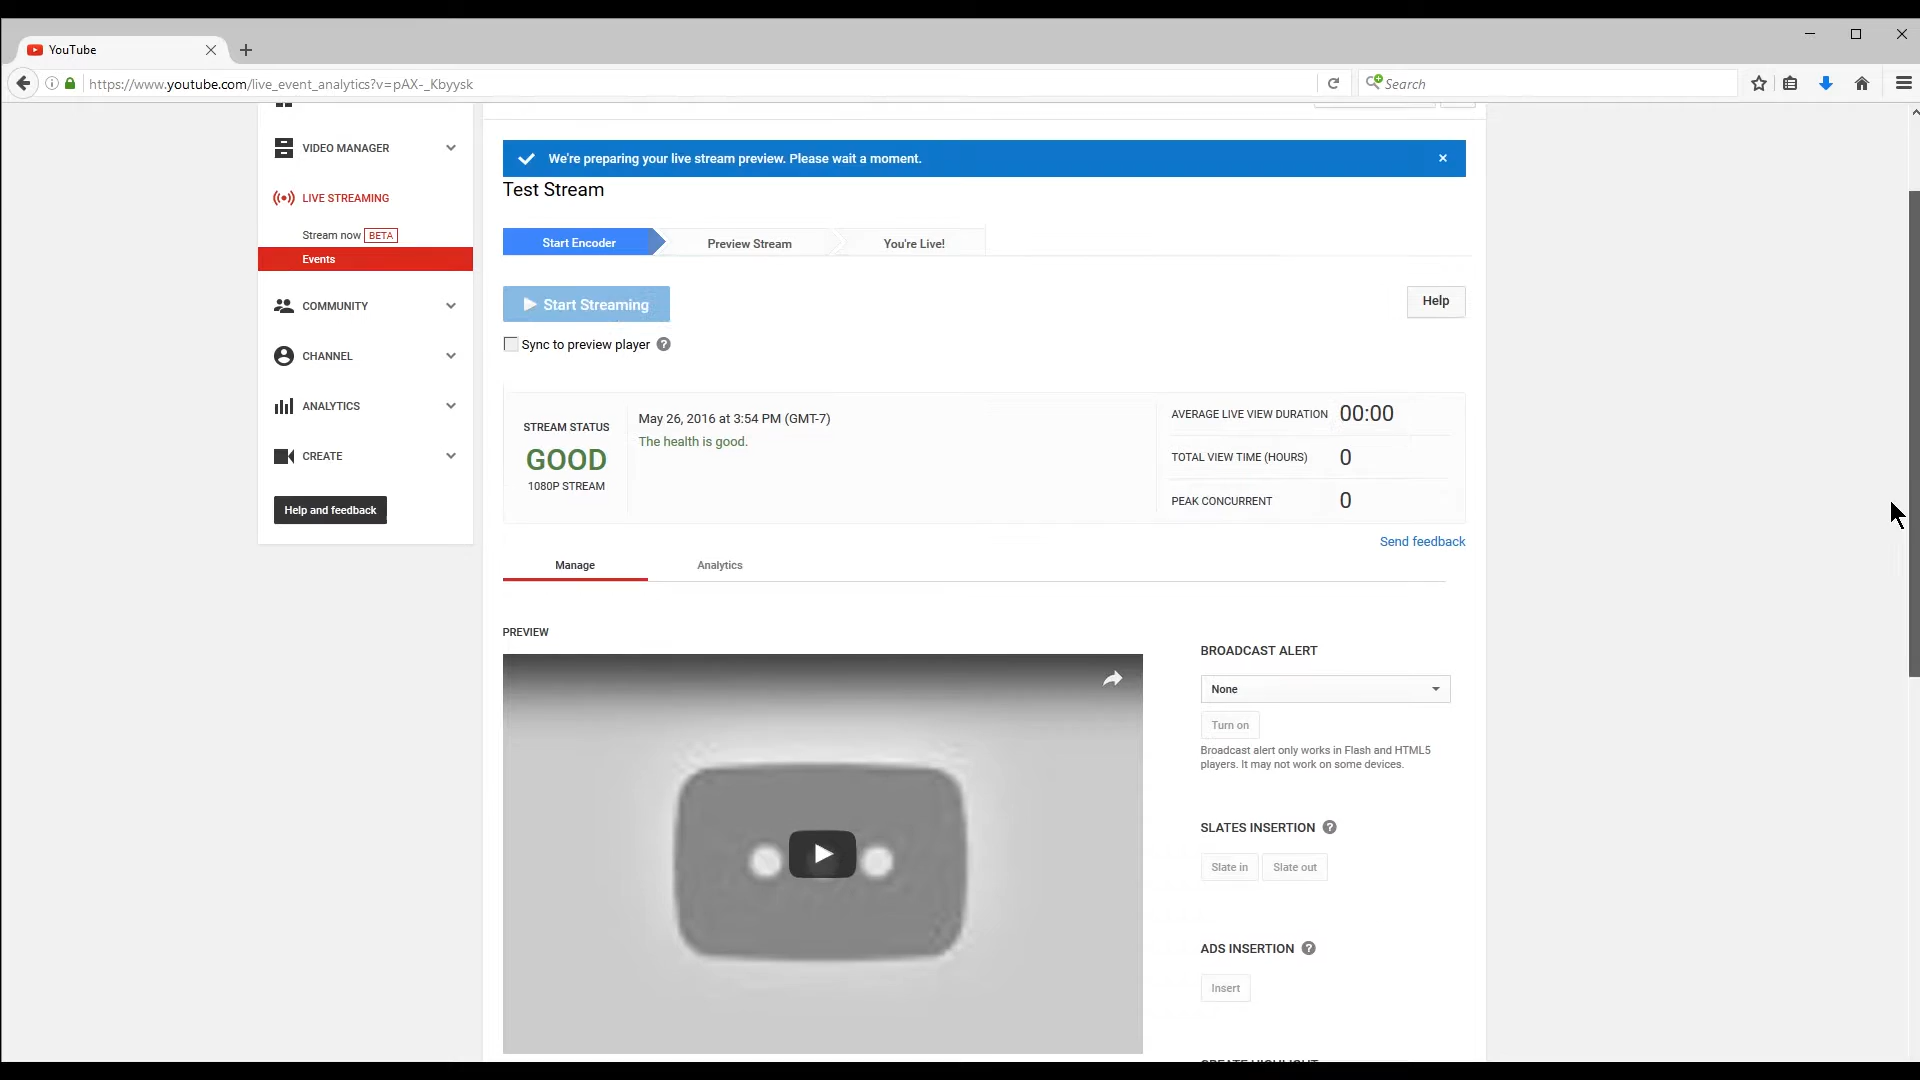 YouTube
https://www.youtube.com/live_event_analytics?v=pAX-_Kbyysk
Search
VIDEO MANAGER
LIVE STREAMING
Stream now BETA
Events
COMMUNITY
CHANNEL
ANALYTICS
CREATE
Help and feedback
We're preparing your live stream preview. Please wait a moment.
Test Stream
Start Encoder
Preview Stream
You're Live!
Start Streaming
Help
Sync to preview player ?
STREAM STATUS
GOOD
1080P STREAM
May 26, 2016 at 3:54 PM (GMT-7)
The health is good.
AVERAGE LIVE VIEW DURATION 00:00
TOTAL VIEW TIME (HOURS) 0
PEAK CONCURRENT 0
Send feedback
Manage
Analytics
PREVIEW
BROADCAST ALERT
None
Turn on
Broadcast alert only works in Flash and HTML5
players. It may not work on some devices.
SLATES INSERTION ?
Slate in
Slate out
ADS INSERTION ?
Insert